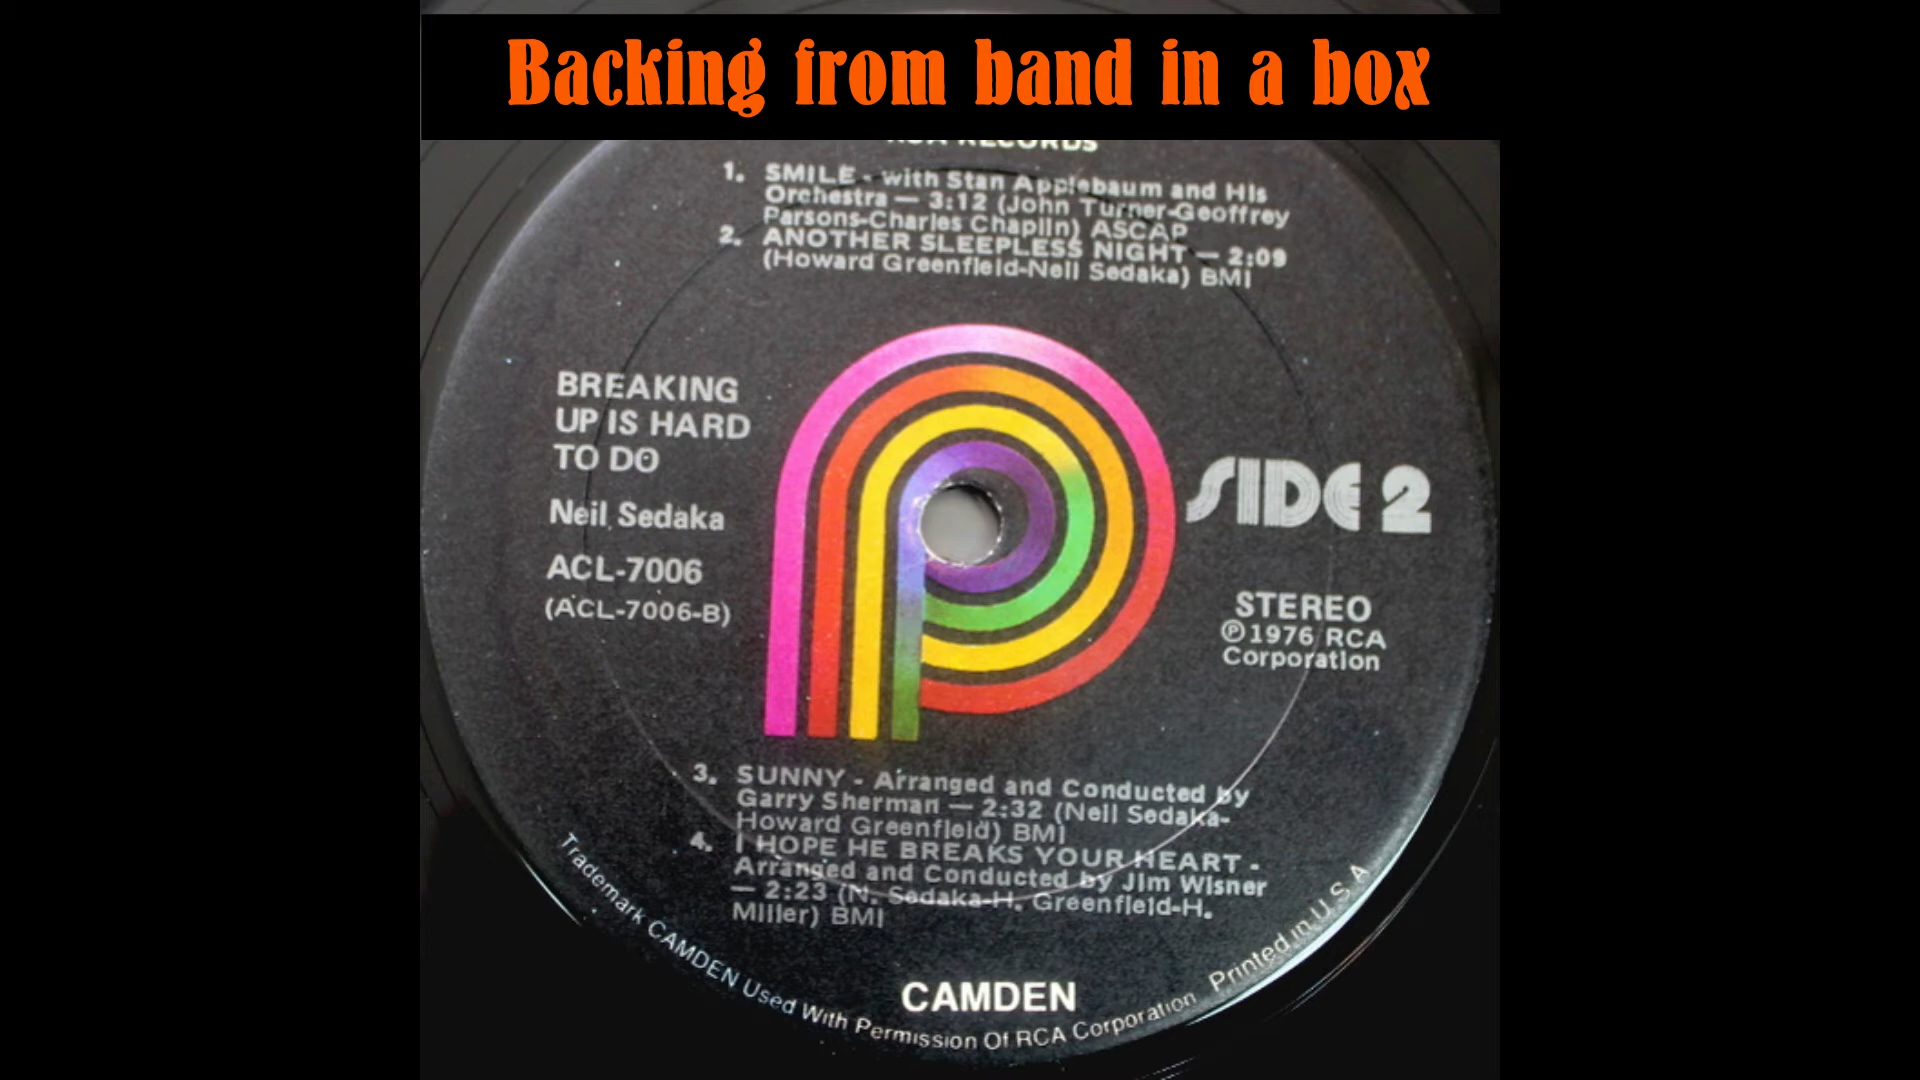 Backing from band in a box
RCA RECORDS
1. SMILE - with Stan Applebaum and His
Orchestra — 3:12 (John Turner-Geoffrey
Parsons-Charles Chaplin) ASCAP
2. ANOTHER SLEEPLESS NIGHT — 2:09
(Howard Greenfield-Neil Sedaka) BMI
BREAKING
UP IS HARD
TO DO
Neil Sedaka
ACL-7006
(ACL-7006-B)
SIDE 2
STEREO
℗1976 RCA
Corporation
3. SUNNY - Arranged and Conducted by
Garry Sherman — 2:32 (Neil Sedaka-
Howard Greenfield) BMI
4. I HOPE HE BREAKS YOUR HEART -
Arranged and Conducted by Jim Wisner
— 2:23 (N. Sedaka-H. Greenfield-H.
Miller) BMI
CAMDEN
Trademark CAMDEN Used With Permission Of RCA Corporation Printed in U.S.A